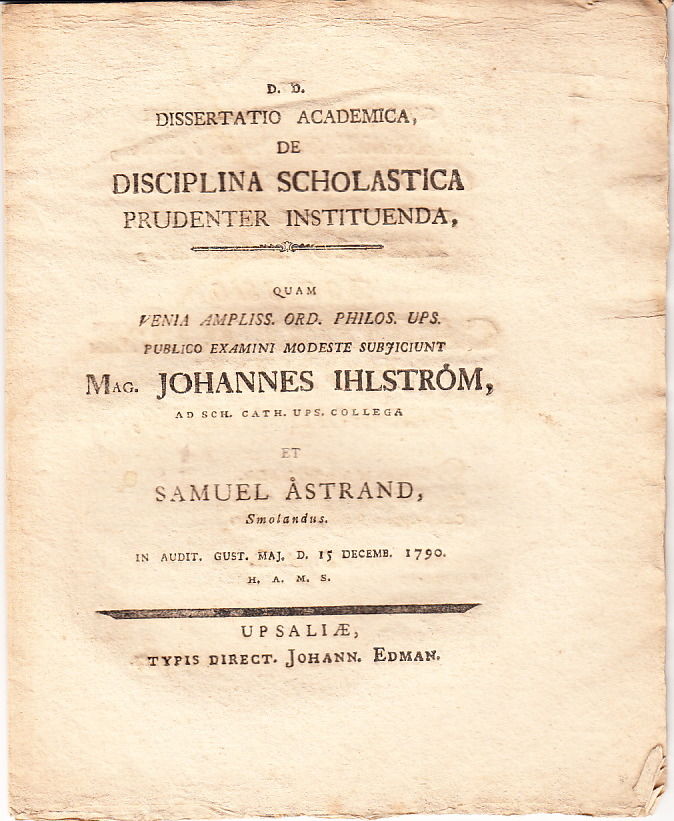 D. D.
DISSERTATIO ACADEMICA,
DE
DISCIPLINA SCHOLASTICA
PRUDENTER INSTITUENDA,
QUAM
VENIA AMPLISS. ORD. PHILOS. UPS.
PUBLICO EXAMINI MODESTE SUBJICIUNT
MAG. JOHANNES IHLSTRÖM,
AD SCH. CATH. UPS. COLLEGA
ET
SAMUEL ÅSTRAND,
Smolandus.
IN AUDIT. GUST. MAJ. D. 15 DECEMB. 1790.
H. A. M. S.
UPSALIÆ,
TYPIS DIRECT. JOHANN. EDMAN.